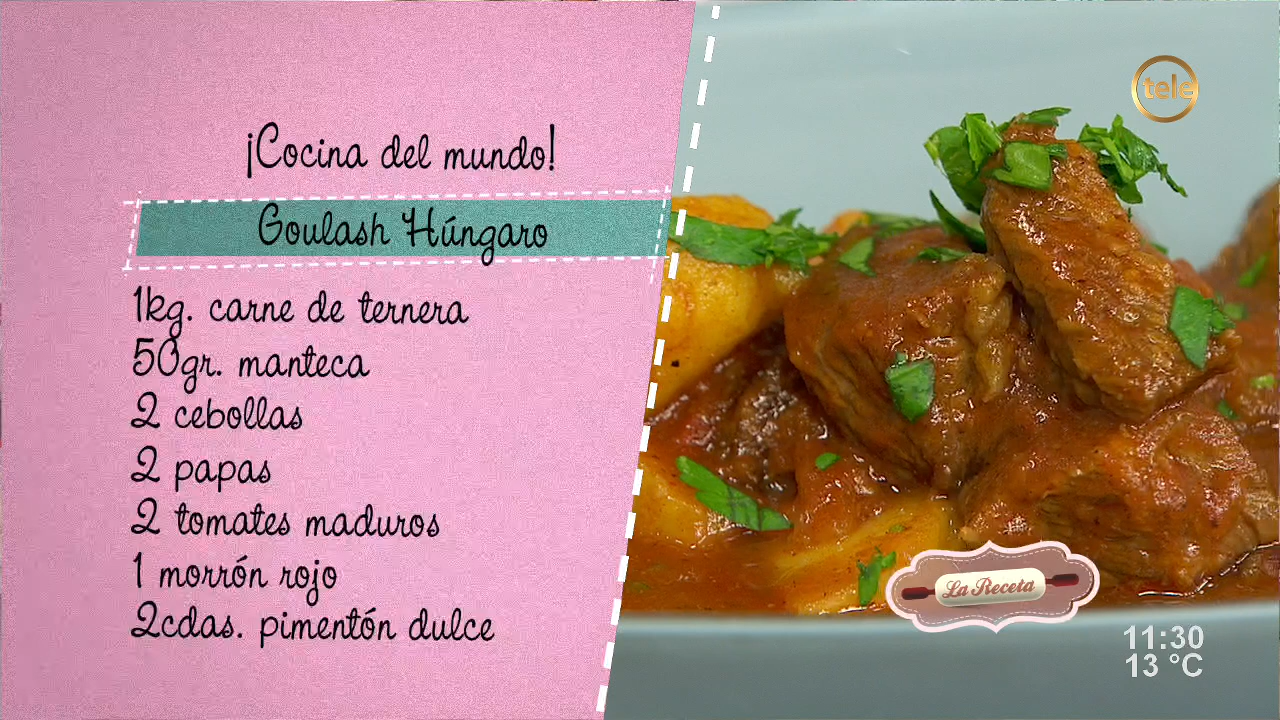 ¡Cocina del mundo!
Goulash Húngaro
1kg. carne de ternera
50gr. manteca
2 cebollas
2 papas
2 tomates maduros
1 morrón rojo
2cdas. pimentón dulce
tele
La Receta
11:30
13 °C